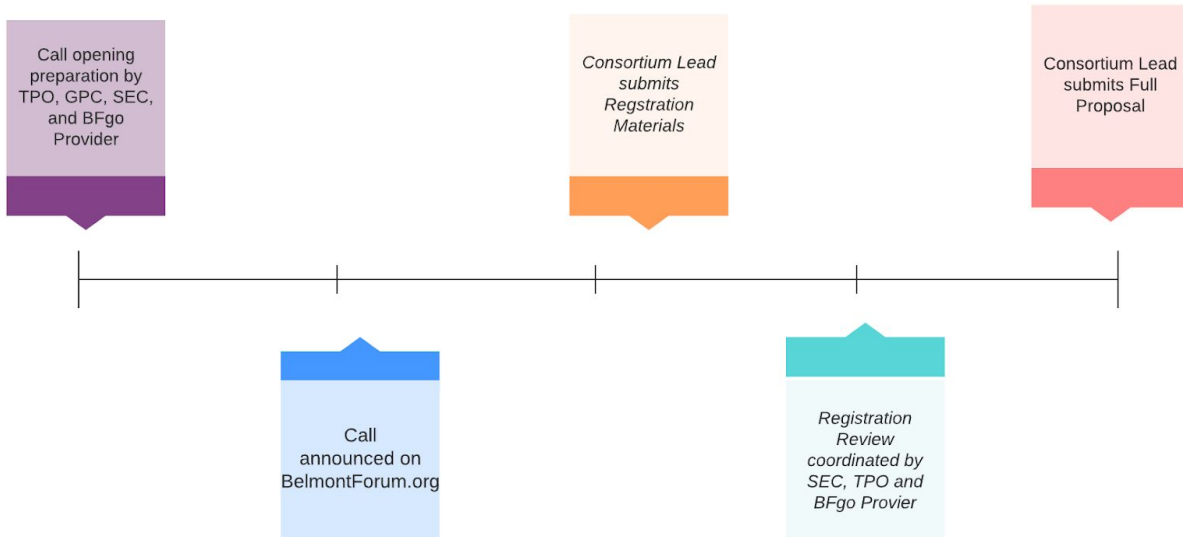 Call opening
preparation by
TPO, GPC, SEC,
and BFgo
Provider
Call
announced on
BelmontForum.org
Consortium Lead
submits
Regstration
Materials
Registration
Review
coordinated by
SEC, TPO and
BFgo Provier
Consortium Lead
submits Full
Proposal